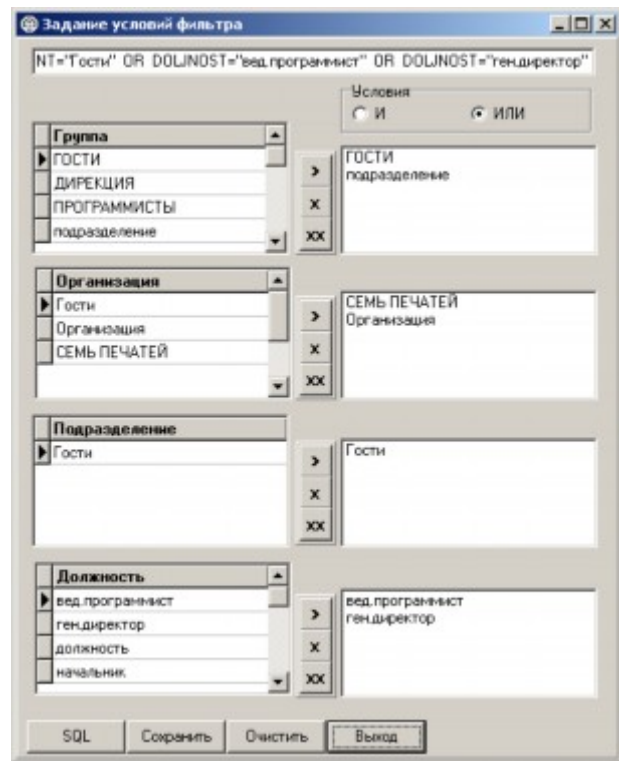 Задание условий фильтра
NT="Гости" OR DOLJNOST="вед.программист" OR DOLJNOST="ген.директор"
Условия
И ИЛИ
Группа
ГОСТИ
ДИРЕКЦИЯ
ПРОГРАММИСТЫ
подразделение
>
x
xx
ГОСТИ
подразделение
Организация
Гости
Организация
СЕМЬ ПЕЧАТЕЙ
>
x
xx
СЕМЬ ПЕЧАТЕЙ
Организация
Подразделение
Гости
>
x
xx
Гости
Должность
вед.программист
ген.директор
должность
начальник
>
x
xx
вед.программист
ген.директор
SQL Сохранить Очистить Выход